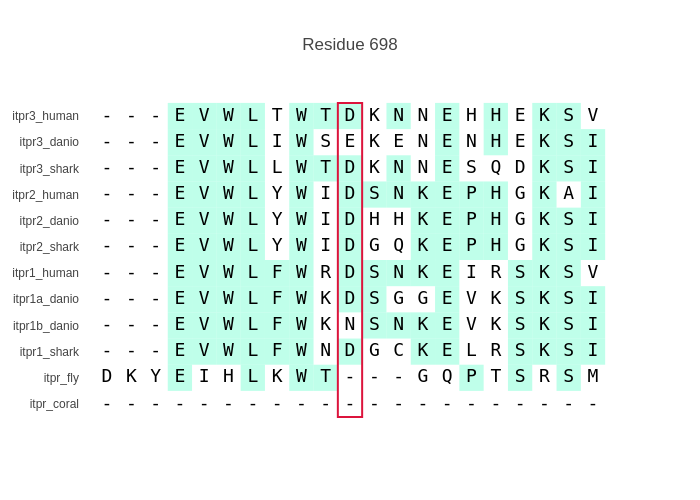 Residue 698
itpr3_human - - - E V W L T W T D K N N E H H E K S V
itpr3_danio - - - E V W L I W S E K E N E N H E K S I
itpr3_shark - - - E V W L L W T D K N N E S Q D K S I
itpr2_human - - - E V W L Y W I D S N K E P H G K A I
itpr2_danio - - - E V W L Y W I D H H K E P H G K S I
itpr2_shark - - - E V W L Y W I D G Q K E P H G K S I
itpr1_human - - - E V W L F W R D S N K E I R S K S V
itpr1a_danio - - - E V W L F W K D S G G E V K S K S I
itpr1b_danio - - - E V W L F W K N S N K E V K S K S I
itpr1_shark - - - E V W L F W N D G C K E L R S K S I
itpr_fly D K Y E I H L K W T - - - G Q P T S R S M
itpr_coral - - - - - - - - - - - - - - - - - - - - -